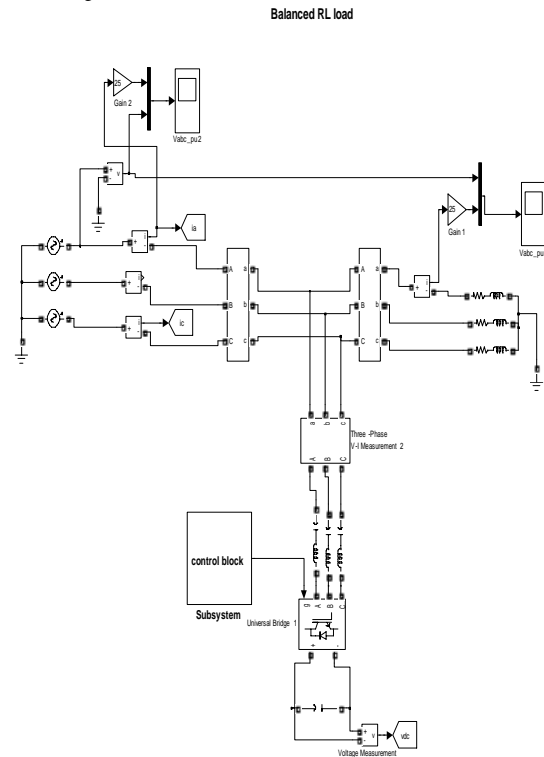 Balanced RL load
25
Gain 2
Vabc_pu2
+
-
v
25
Gain 1
Vabc_pu
i
+
-
ia
i
+
-
i
+
-
ic
i
+
-
A
B
C
a
b
c
A
B
C
a
b
c
a
b
c
A
B
C
Three -Phase
V-I Measurement 2
control block
Subsystem
g
A
B
C
+
-
Universal Bridge 1
+
-
v
vdc
Voltage Measurement